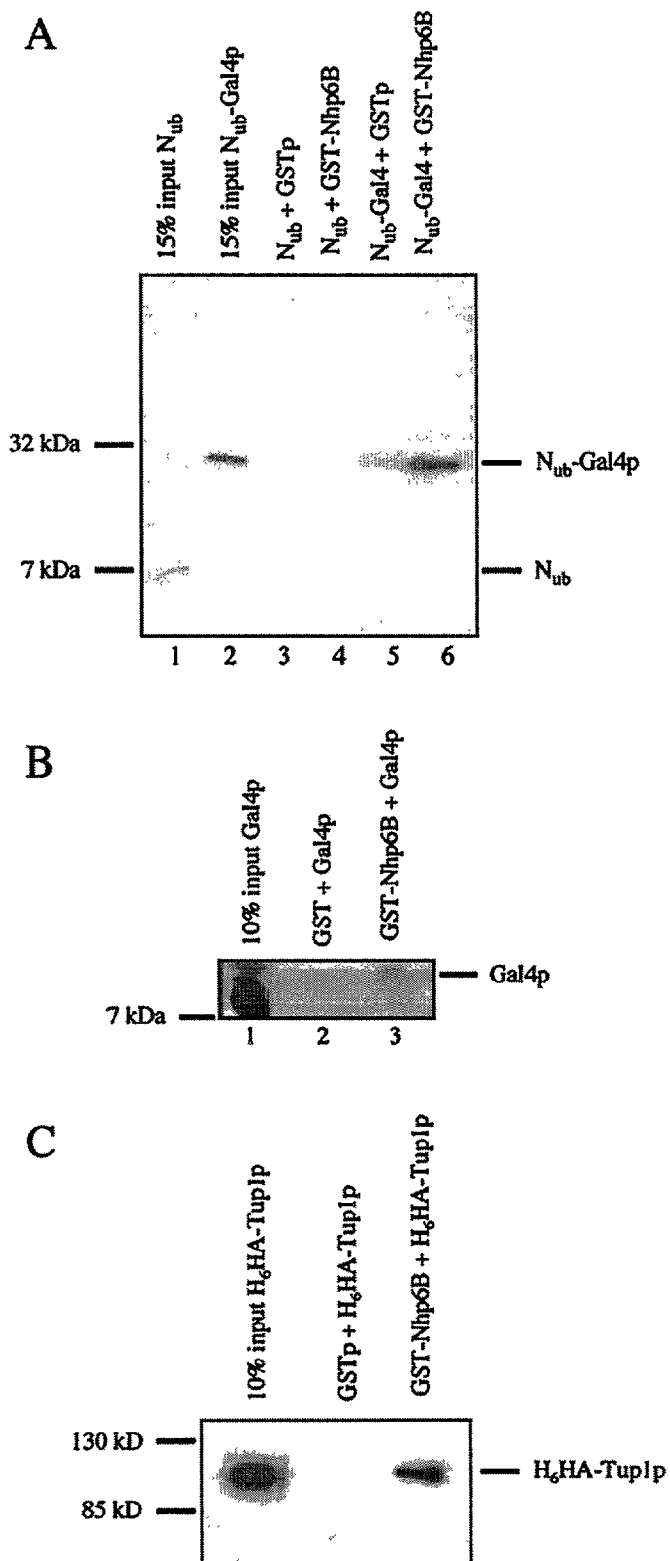 A
15% input Nub
15% input Nub-Gal4p
Nub + GSTp
Nub + GST-Nhp6B
Nub-Gal4 + GSTp
Nub-Gal4 + GST-Nhp6B
32 kDa
Nub-Gal4p
7 kDa
Nub
1 2 3 4 5 6
B
10% input Gal4p
GST + Gal4p
GST-Nhp6B + Gal4p
Gal4p
7 kDa
1 2 3
C
10% input H6HA-Tup1p
GSTp + H6HA-Tup1p
GST-Nhp6B + H6HA-Tup1p
130 kD
H6HA-Tup1p
85 kD